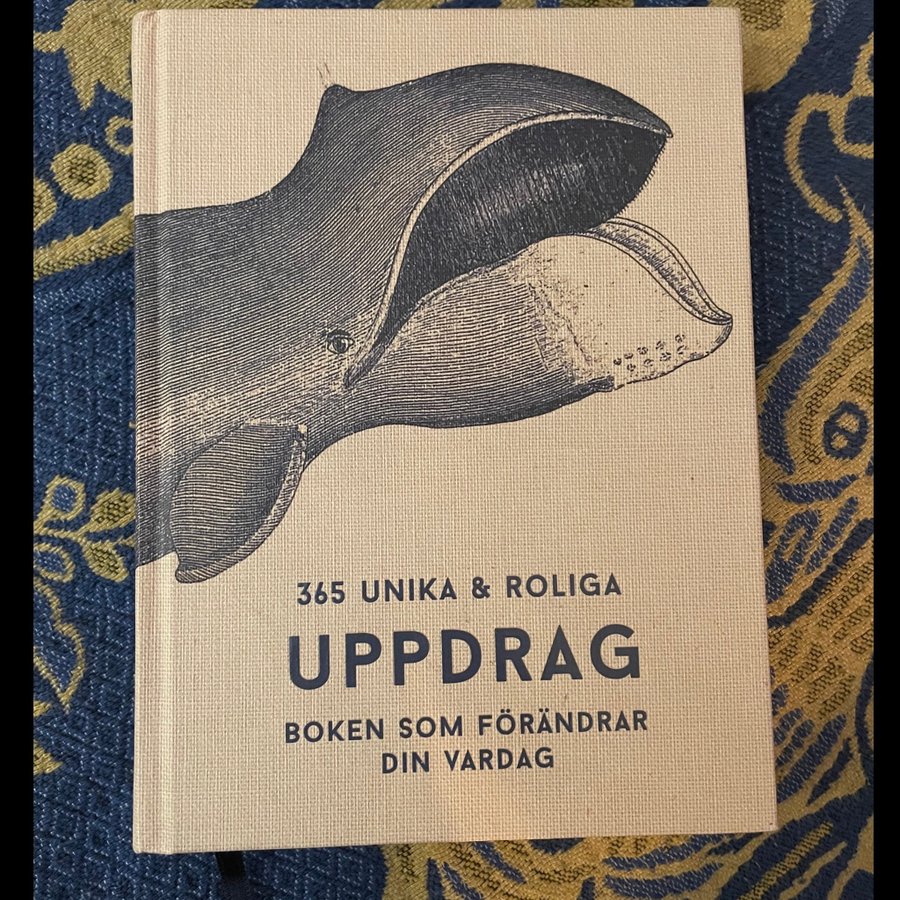 365 UNIKA & ROLIGA
UPPDRAG
BOKEN SOM FÖRÄNDRAR
DIN VARDAG